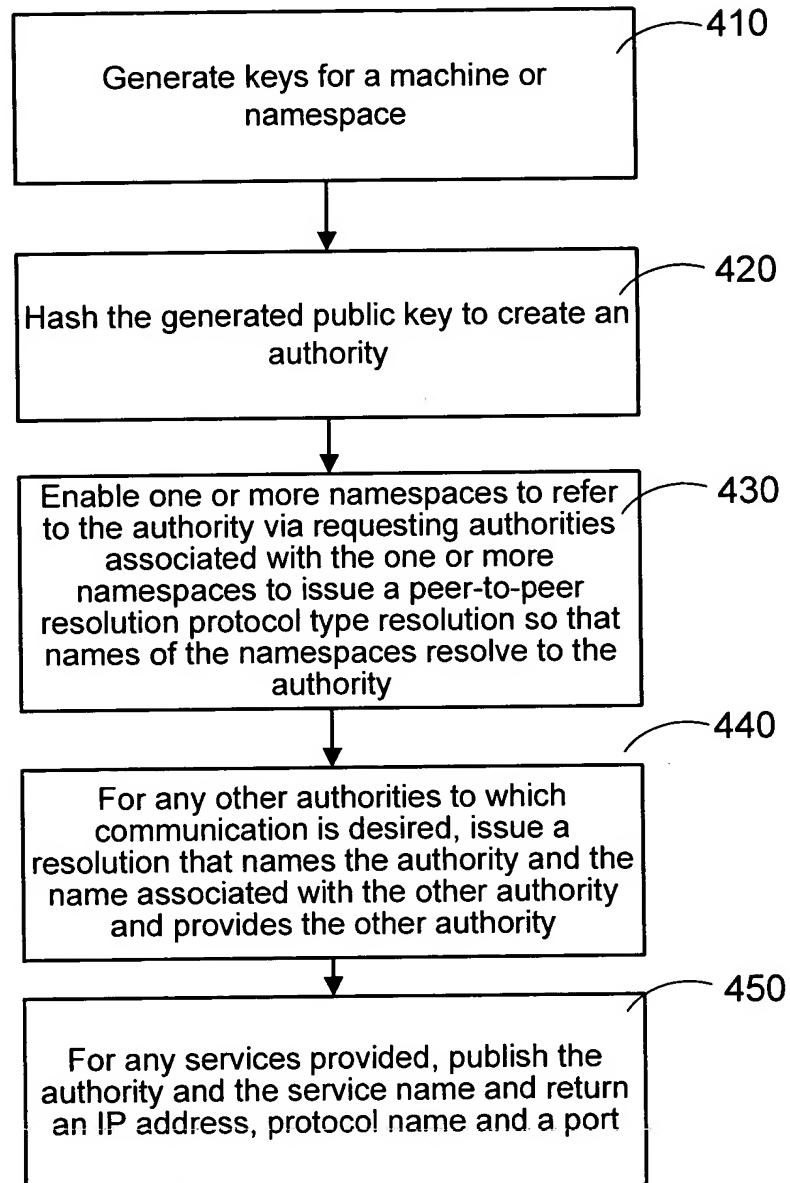 410
Generate keys for a machine or
namespace
420
Hash the generated public key to create an
authority
430
Enable one or more namespaces to refer
to the authority via requesting authorities
associated with the one or more
namespaces to issue a peer-to-peer
resolution protocol type resolution so that
names of the namespaces resolve to the
authority
440
For any other authorities to which
communication is desired, issue a
resolution that names the authority and the
name associated with the other authority
and provides the other authority
450
For any services provided, publish the
authority and the service name and return
an IP address, protocol name and a port